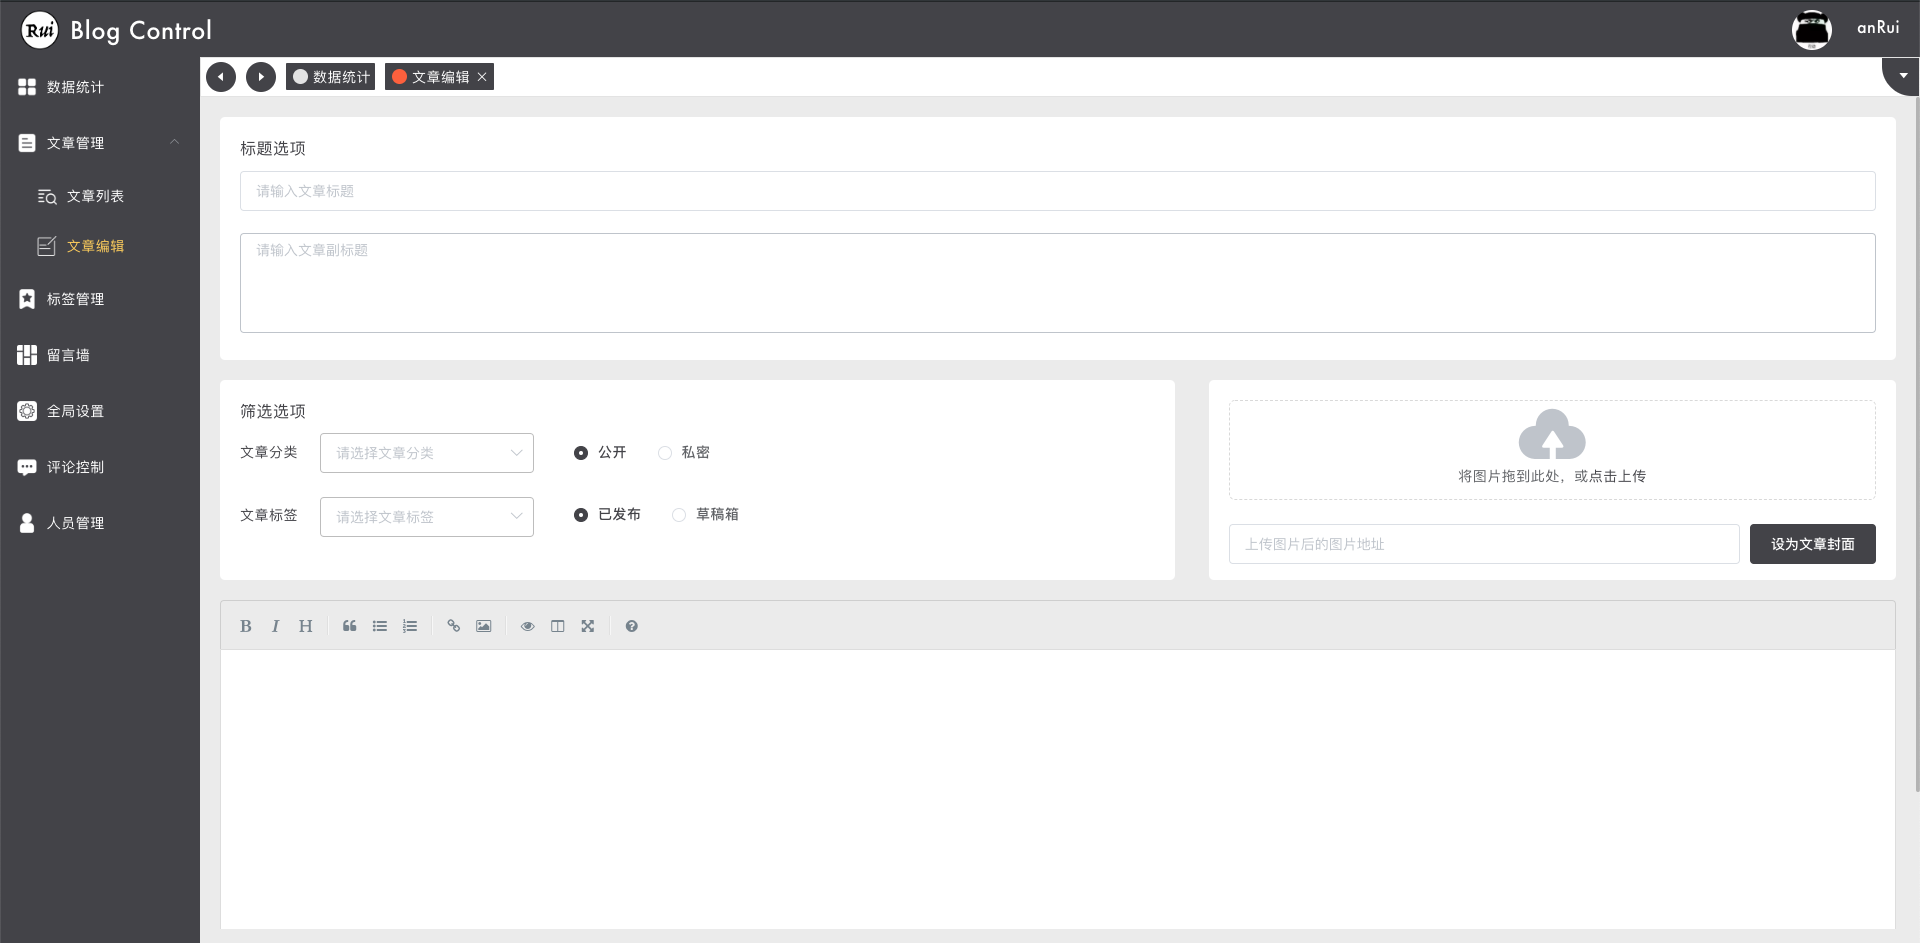 Rui Blog Control
anRui
数据统计
文章管理
文章列表
文章编辑
标签管理
留言墙
全局设置
评论控制
人员管理
数据统计 文章编辑
标题选项
请输入文章标题
请输入文章副标题
筛选选项
文章分类 请选择文章分类 公开 私密
文章标签 请选择文章标签 已发布 草稿箱
将图片拖到此处，或点击上传
上传图片后的图片地址 设为文章封面
B I H